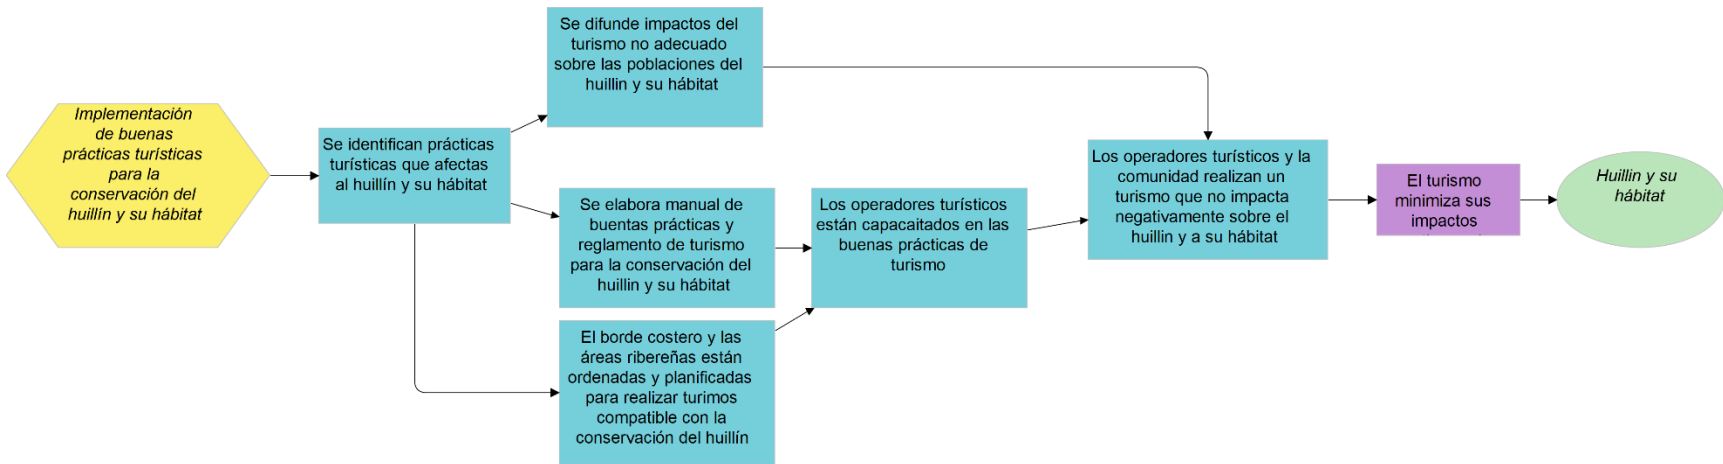 Implementación
de buenas
prácticas turísticas
para la
conservación del
huillín y su hábitat
Se identifican prácticas
turísticas que afectas
al huillín y su hábitat
Se difunde impactos del
turismo no adecuado
sobre las poblaciones del
huillin y su hábitat
Se elabora manual de
buentas prácticas y
reglamento de turismo
para la conservación del
huillin y su hábitat
El borde costero y las
áreas ribereñas están
ordenadas y planificadas
para realizar turimos
compatible con la
conservación del huillín
Los operadores turísticos
están capacaitados en las
buenas prácticas de
turismo
Los operadores turísticos y la
comunidad realizan un
turismo que no impacta
negativamente sobre el
huillin y a su hábitat
El turismo
minimiza sus
impactos
Huillin y su
hábitat